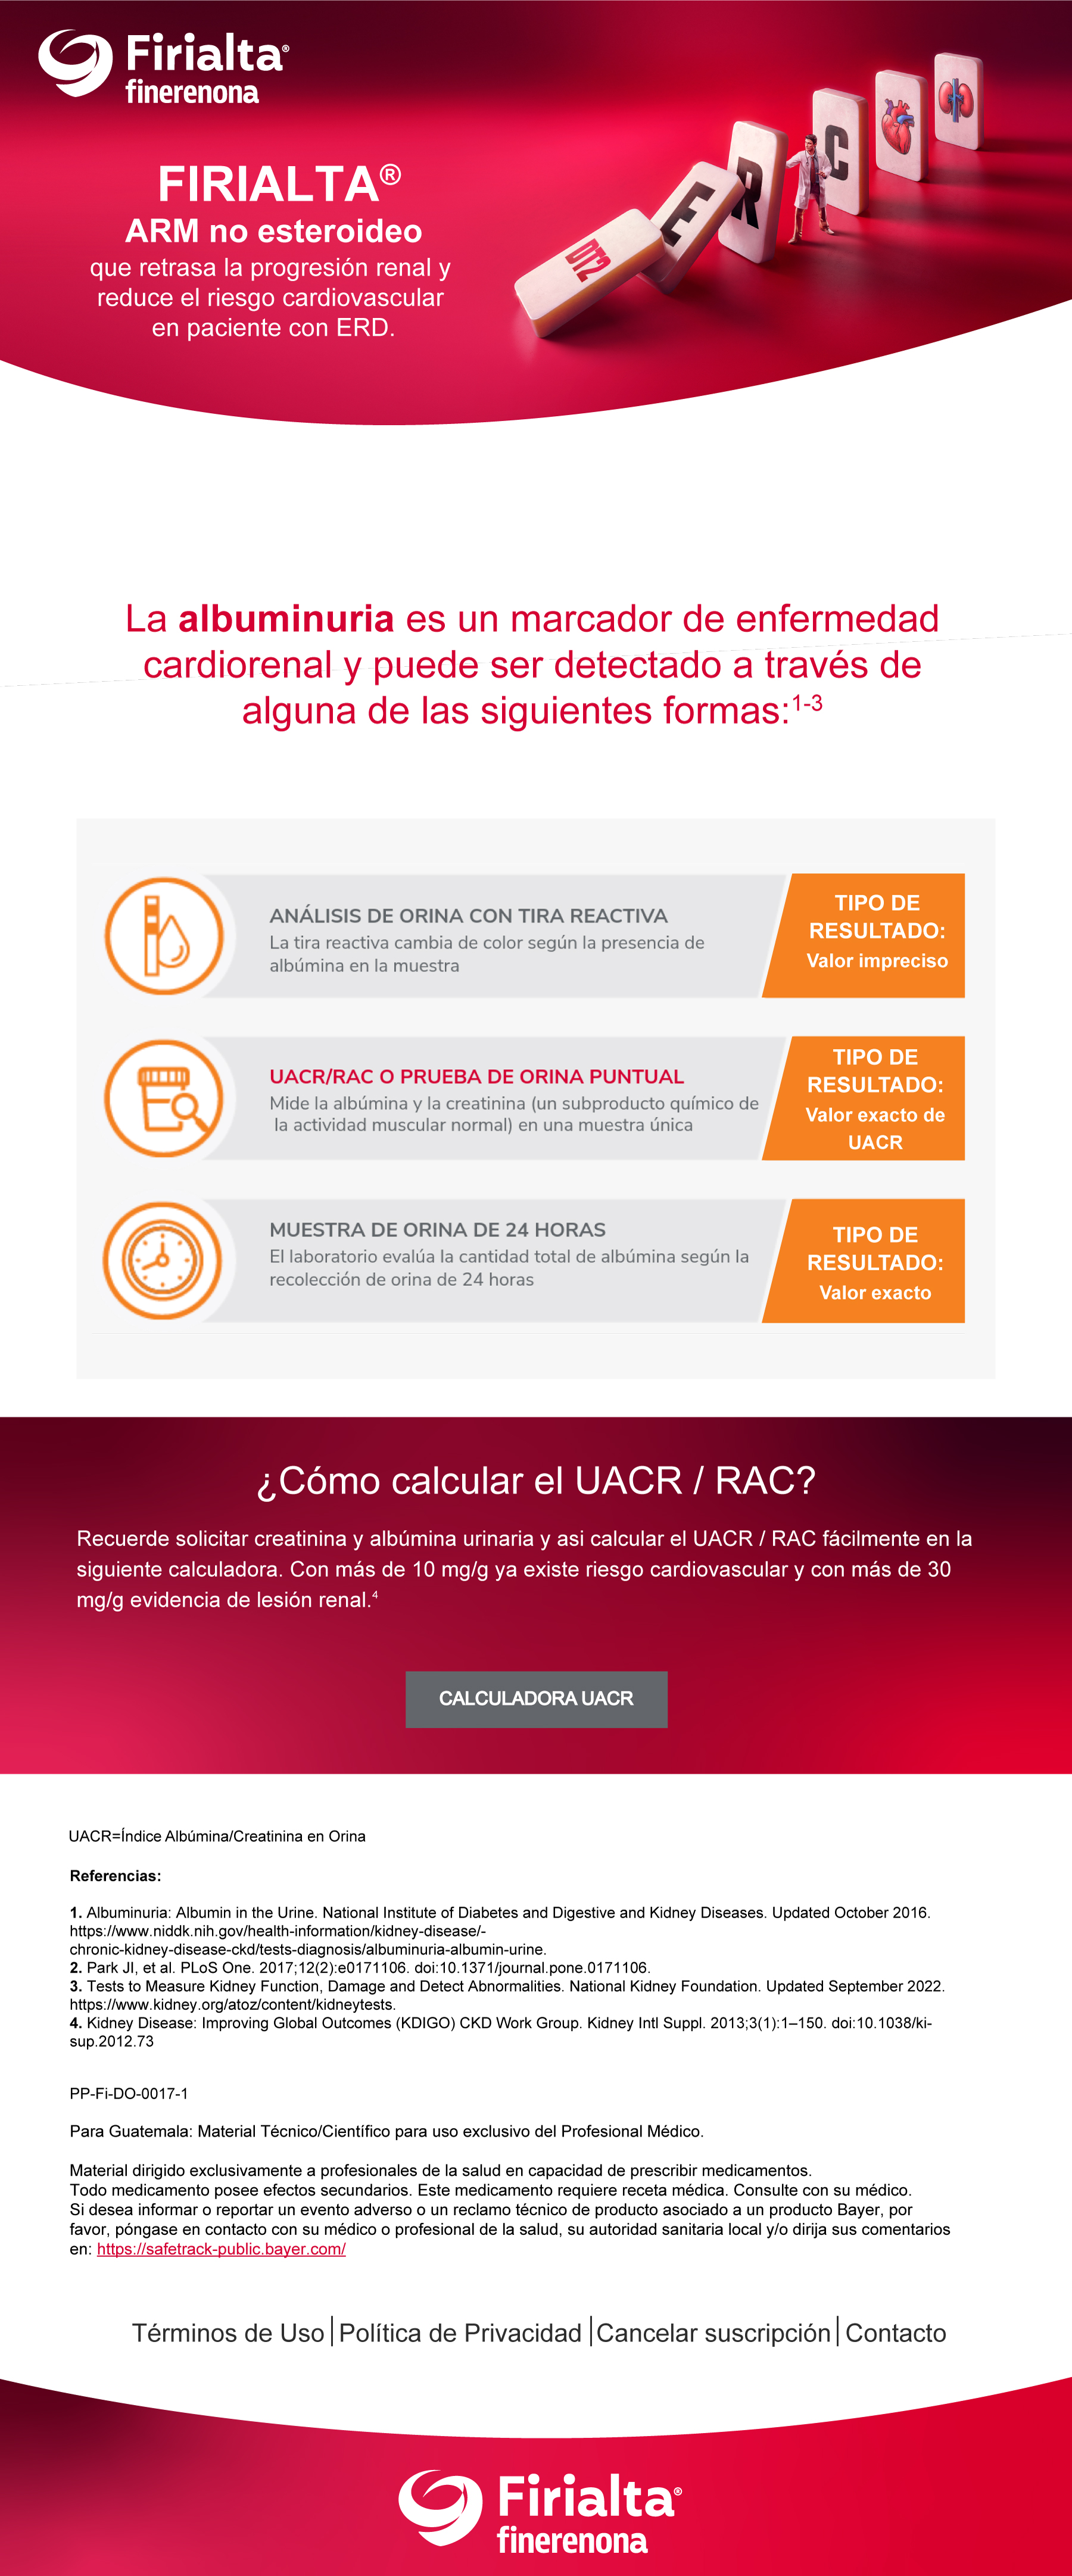 Firialta®
finerenona
FIRIALTA®
ARM no esteroideo
que retrasa la progresión renal y
reduce el riesgo cardiovascular
en paciente con ERD.
DT2
E
R
C
La albuminuria es un marcador de enfermedad
cardiorenal y puede ser detectado a través de
alguna de las siguientes formas:1-3
ANÁLISIS DE ORINA CON TIRA REACTIVA
La tira reactiva cambia de color según la presencia de
albúmina en la muestra
TIPO DE
RESULTADO:
Valor impreciso
UACR/RAC O PRUEBA DE ORINA PUNTUAL
Mide la albúmina y la creatinina (un subproducto químico de
la actividad muscular normal) en una muestra única
TIPO DE
RESULTADO:
Valor exacto de
UACR
MUESTRA DE ORINA DE 24 HORAS
El laboratorio evalúa la cantidad total de albúmina según la
recolección de orina de 24 horas
TIPO DE
RESULTADO:
Valor exacto
¿Cómo calcular el UACR / RAC?
Recuerde solicitar creatinina y albúmina urinaria y asi calcular el UACR / RAC fácilmente en la
siguiente calculadora. Con más de 10 mg/g ya existe riesgo cardiovascular y con más de 30
mg/g evidencia de lesión renal.4
CALCULADORA UACR
UACR=Índice Albúmina/Creatinina en Orina
Referencias:
1. Albuminuria: Albumin in the Urine. National Institute of Diabetes and Digestive and Kidney Diseases. Updated October 2016.
https://www.niddk.nih.gov/health-information/kidney-disease/-
chronic-kidney-disease-ckd/tests-diagnosis/albuminuria-albumin-urine.
2. Park JI, et al. PLoS One. 2017;12(2):e0171106. doi:10.1371/journal.pone.0171106.
3. Tests to Measure Kidney Function, Damage and Detect Abnormalities. National Kidney Foundation. Updated September 2022.
https://www.kidney.org/atoz/content/kidneytests.
4. Kidney Disease: Improving Global Outcomes (KDIGO) CKD Work Group. Kidney Intl Suppl. 2013;3(1):1–150. doi:10.1038/ki-
sup.2012.73
PP-Fi-DO-0017-1
Para Guatemala: Material Técnico/Científico para uso exclusivo del Profesional Médico.
Material dirigido exclusivamente a profesionales de la salud en capacidad de prescribir medicamentos.
Todo medicamento posee efectos secundarios. Este medicamento requiere receta médica. Consulte con su médico.
Si desea informar o reportar un evento adverso o un reclamo técnico de producto asociado a un producto Bayer, por
favor, póngase en contacto con su médico o profesional de la salud, su autoridad sanitaria local y/o dirija sus comentarios
en: https://safetrack-public.bayer.com/
Términos de Uso|Política de Privacidad |Cancelar suscripción| Contacto
Firialta®
finerenona